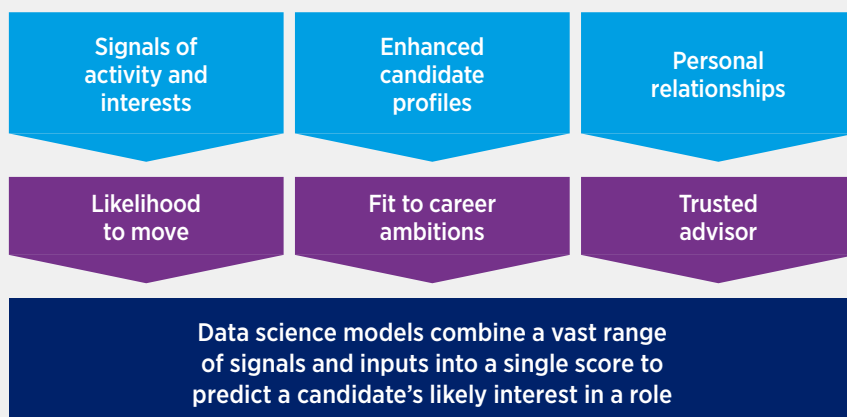 Signals of
activity and
interests
Enhanced
candidate
profiles
Personal
relationships
Likelihood
to move
Fit to career
ambitions
Trusted
advisor
Data science models combine a vast range
of signals and inputs into a single score to
predict a candidate’s likely interest in a role